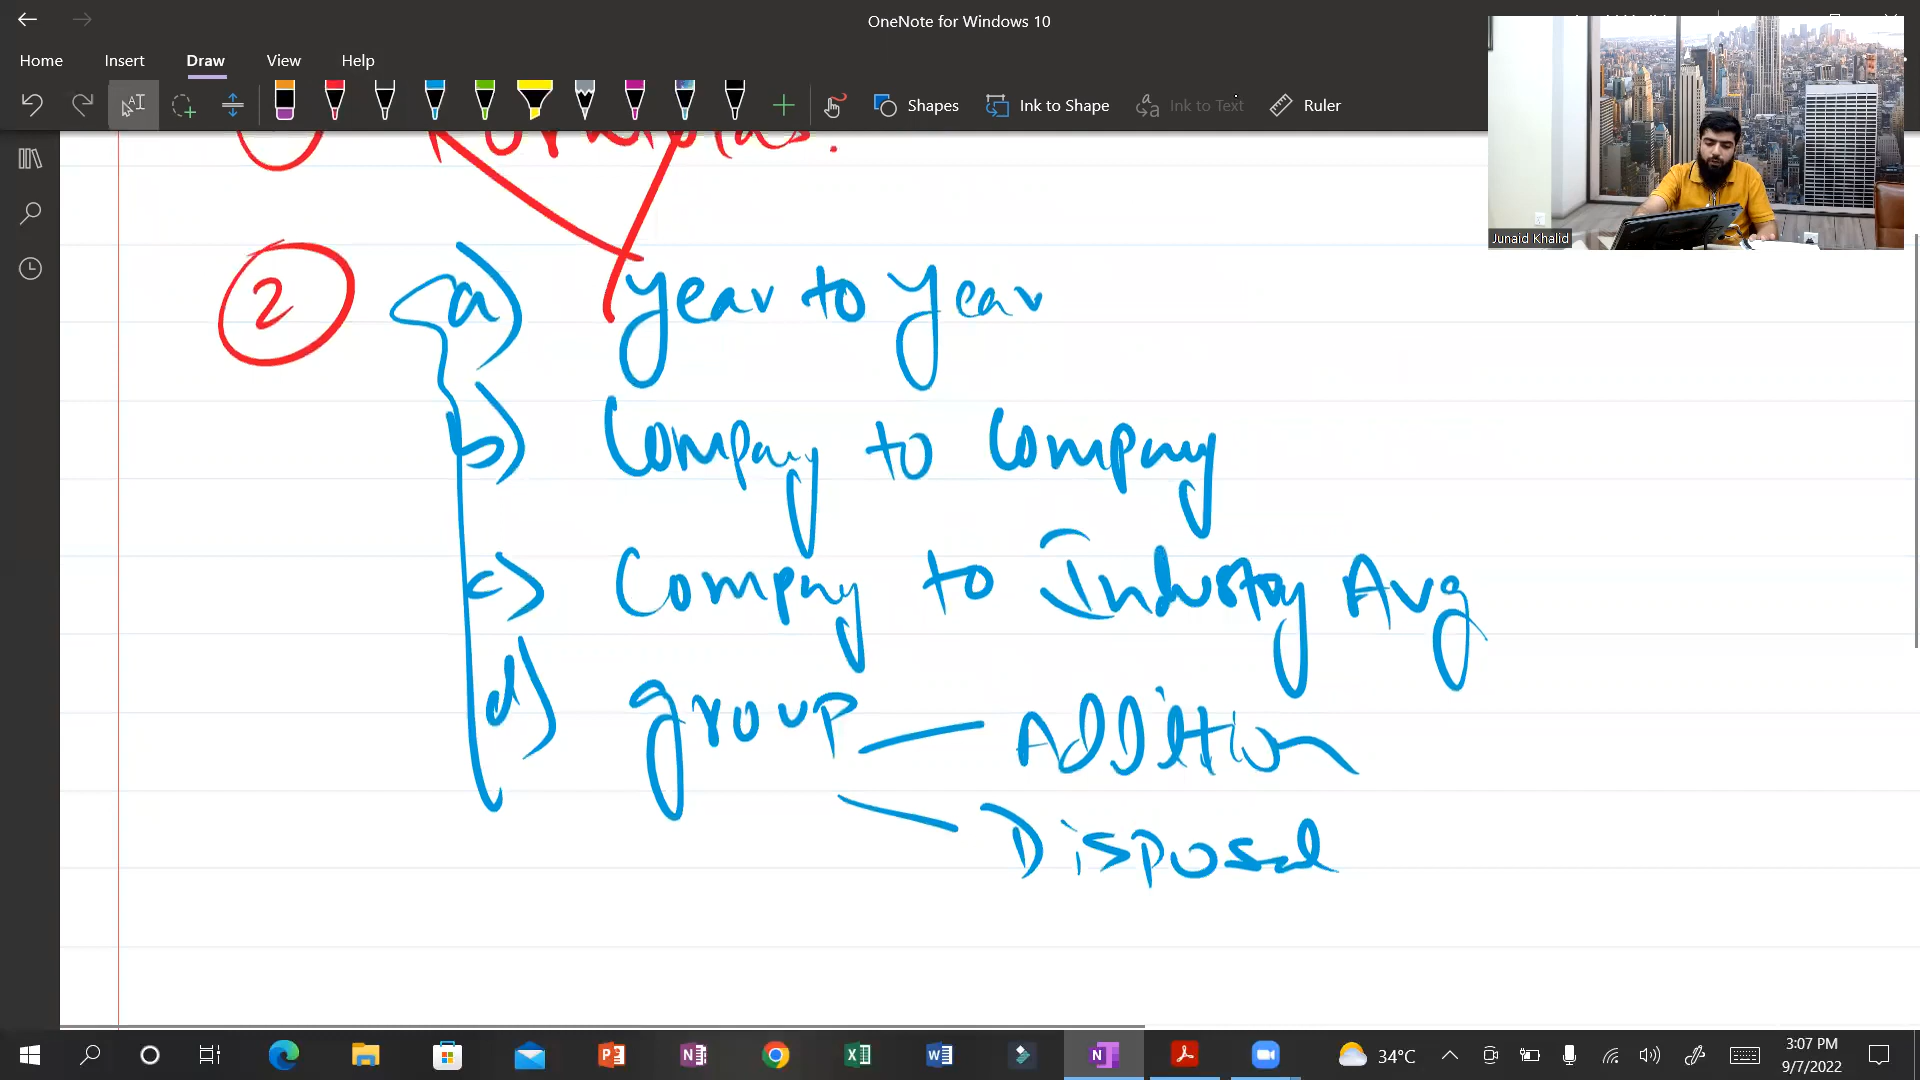 OneNote for Windows 10
Home Insert Draw View Help
Shapes Ink to Shape Ink to Text Ruler
Junaid Khalid
2 a) year to year
b) Company to Company
c) Company to Industry Avg
d) group — Addition
Disposal
34°C
3:07 PM
9/7/2022